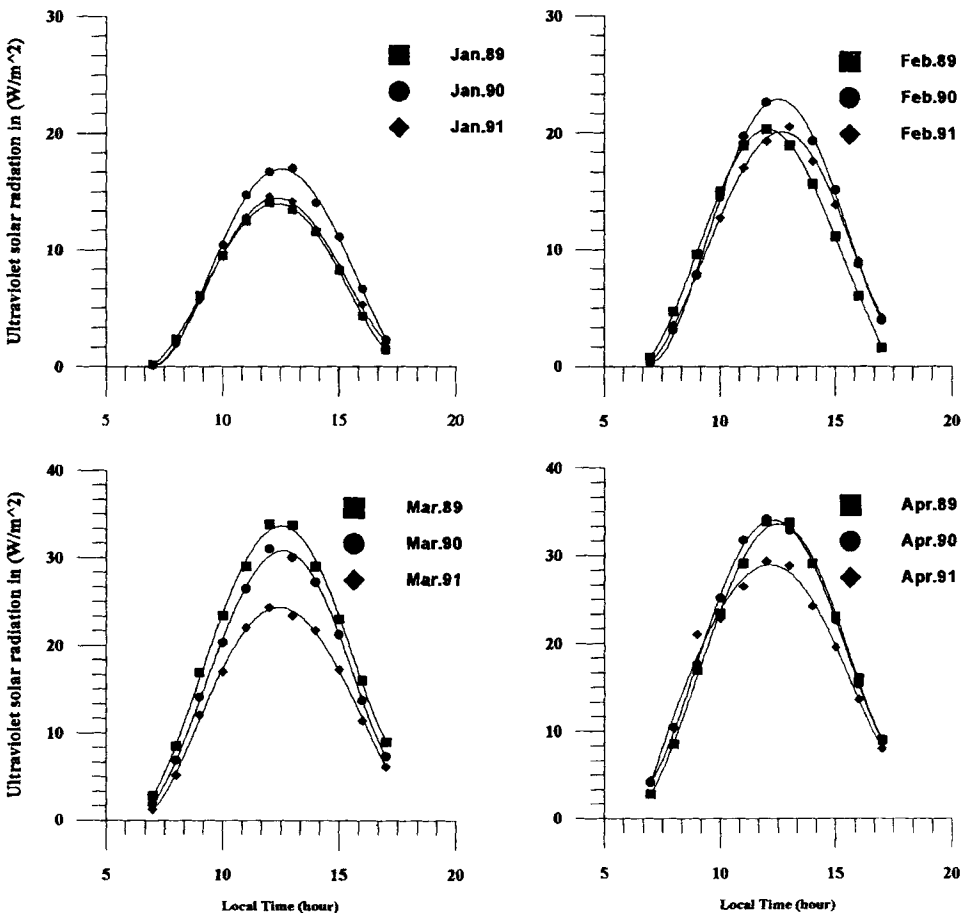 Ultraviolet solar radiation in (W/m^2)
30
20
10
0
5
10
15
20
Jan.89
Jan.90
Jan.91
30
20
10
0
5
10
15
20
Feb.89
Feb.90
Feb.91
Ultraviolet solar radiation in (W/m^2)
40
30
20
10
0
5
10
15
20
Local Time (hour)
Mar.89
Mar.90
Mar.91
40
30
20
10
0
5
10
15
20
Local Time (hour)
Apr.89
Apr.90
Apr.91